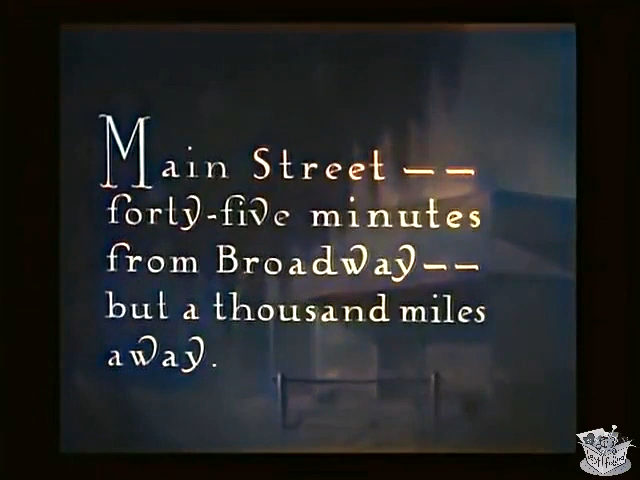 Main Street --
forty-five minutes
from Broadway--
but a thousand miles
away.